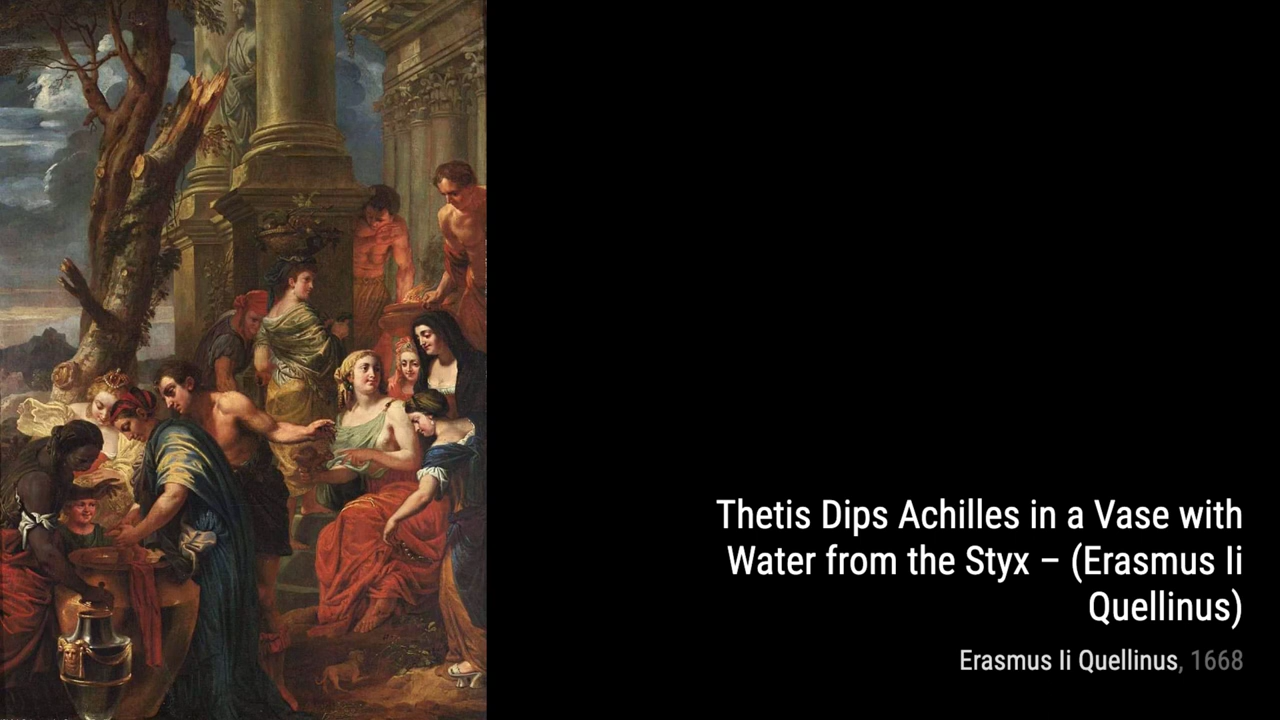 Thetis Dips Achilles in a Vase with
Water from the Styx – (Erasmus Ii
Quellinus)
Erasmus Ii Quellinus, 1668